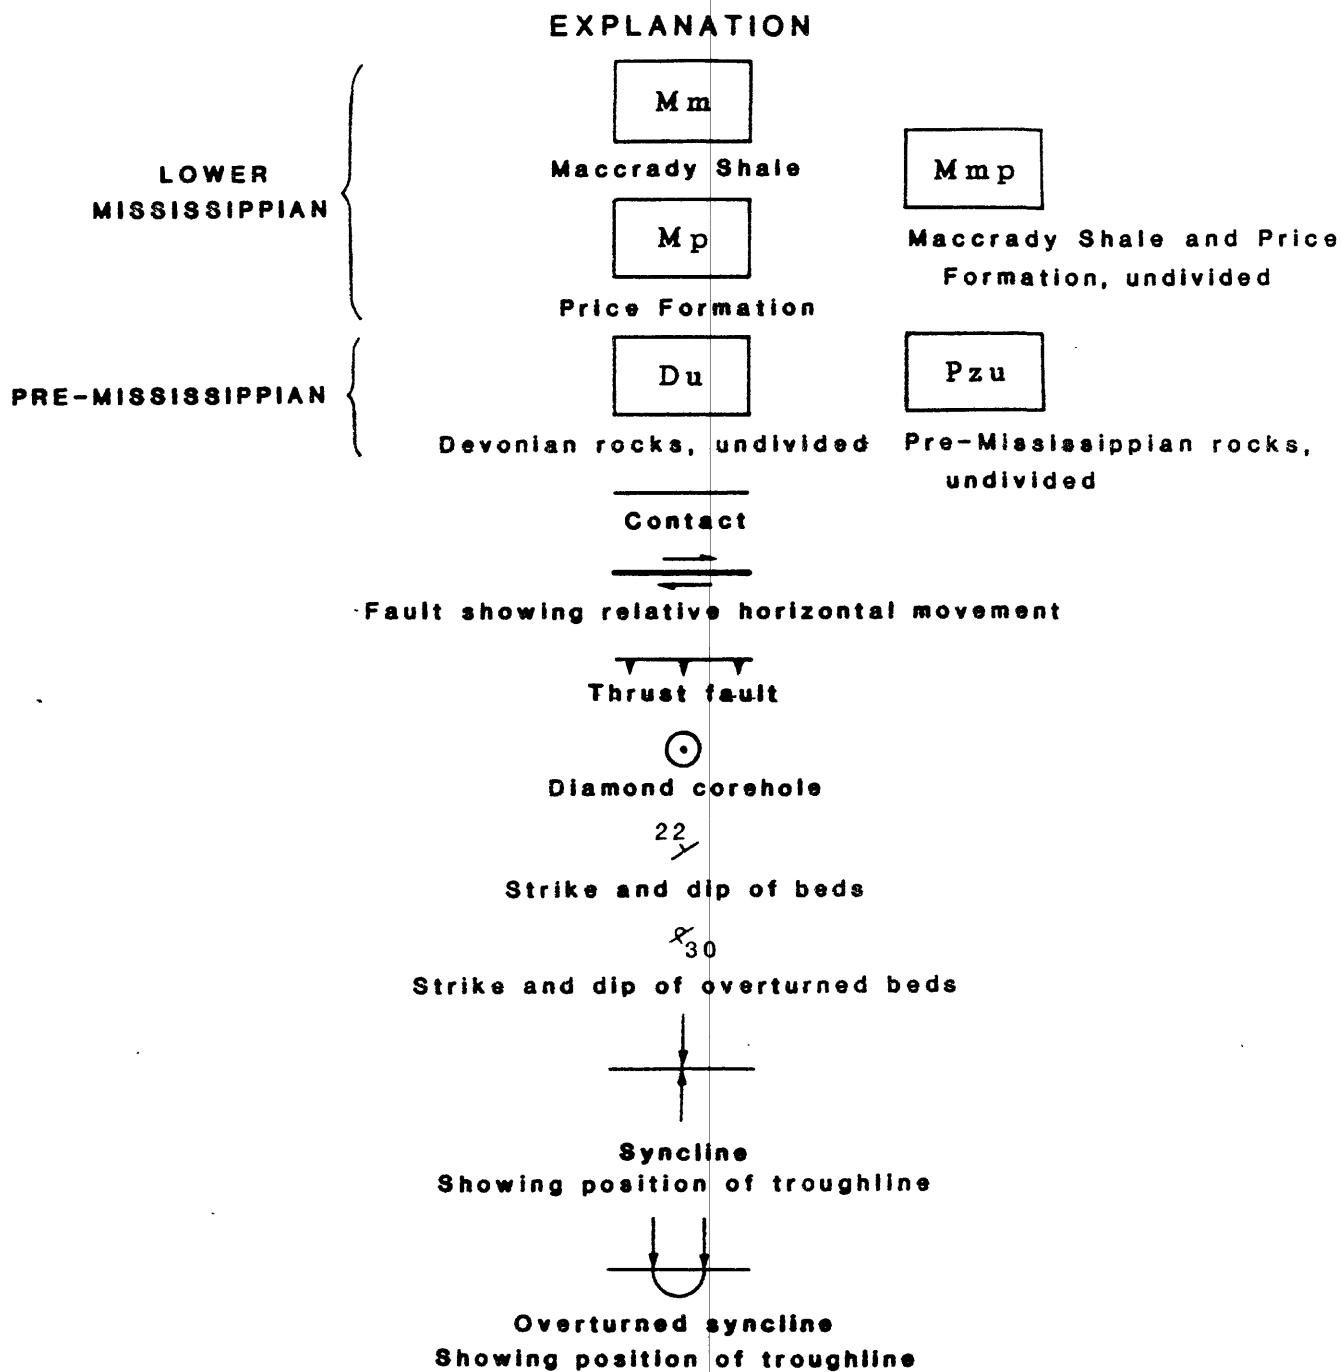 EXPLANATION
Mm
Maccrady Shale
LOWER
MISSISSIPPIAN
Mmp
Maccrady Shale and Price
Formation, undivided
Mp
Price Formation
PRE-MISSISSIPPIAN
Du
Devonian rocks, undivided
Pzu
Pre-Mississippian rocks,
undivided
Contact
Fault showing relative horizontal movement
Thrust fault
Diamond corehole
22
Strike and dip of beds
30
Strike and dip of overturned beds
Syncline
Showing position of troughline
Overturned syncline
Showing position of troughline